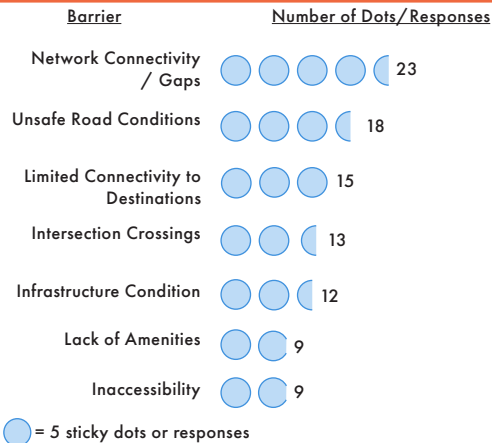 Barrier Number of Dots/Responses
Network Connectivity
/ Gaps 23
Unsafe Road Conditions 18
Limited Connectivity to
Destinations 15
Intersection Crossings 13
Infrastructure Condition 12
Lack of Amenities 9
Inaccessibility 9
= 5 sticky dots or responses